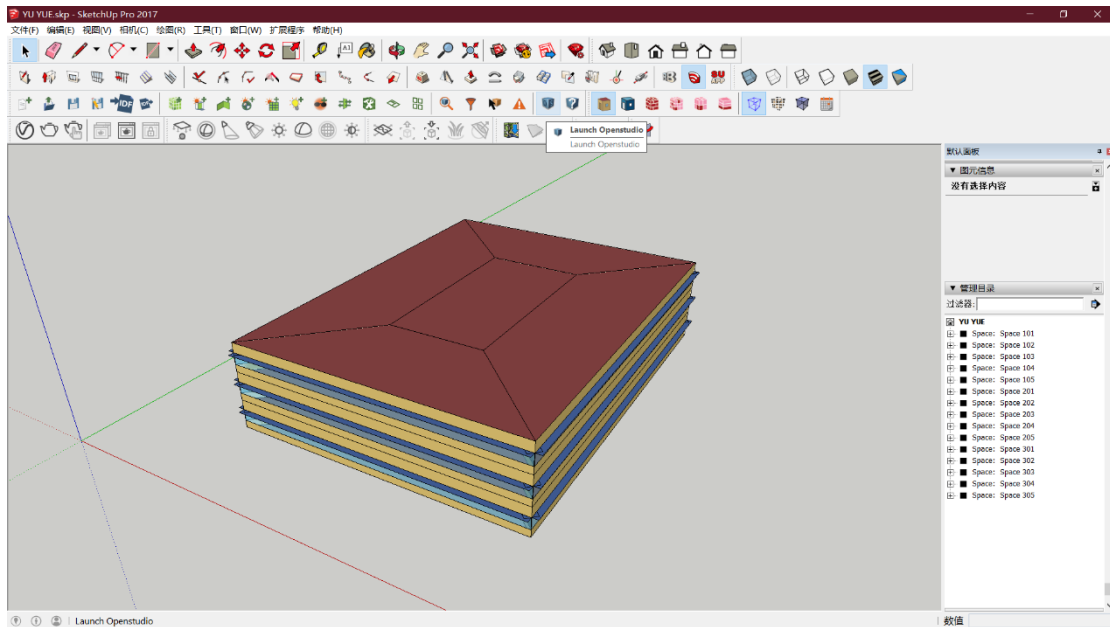 YU YUE.skp - SketchUp Pro 2017
文件(F) 编辑(E) 视图(V) 相机(C) 绘图(R) 工具(T) 窗口(W) 扩展程序 帮助(H)
A1
IDF
Launch Openstudio
Launch Openstudio
默认面板
▼ 图元信息
没有选择内容
▼ 管理目录
过滤器:
YU YUE
Space: Space 101
Space: Space 102
Space: Space 103
Space: Space 104
Space: Space 105
Space: Space 201
Space: Space 202
Space: Space 203
Space: Space 204
Space: Space 205
Space: Space 301
Space: Space 302
Space: Space 303
Space: Space 304
Space: Space 305
Launch Openstudio
数值